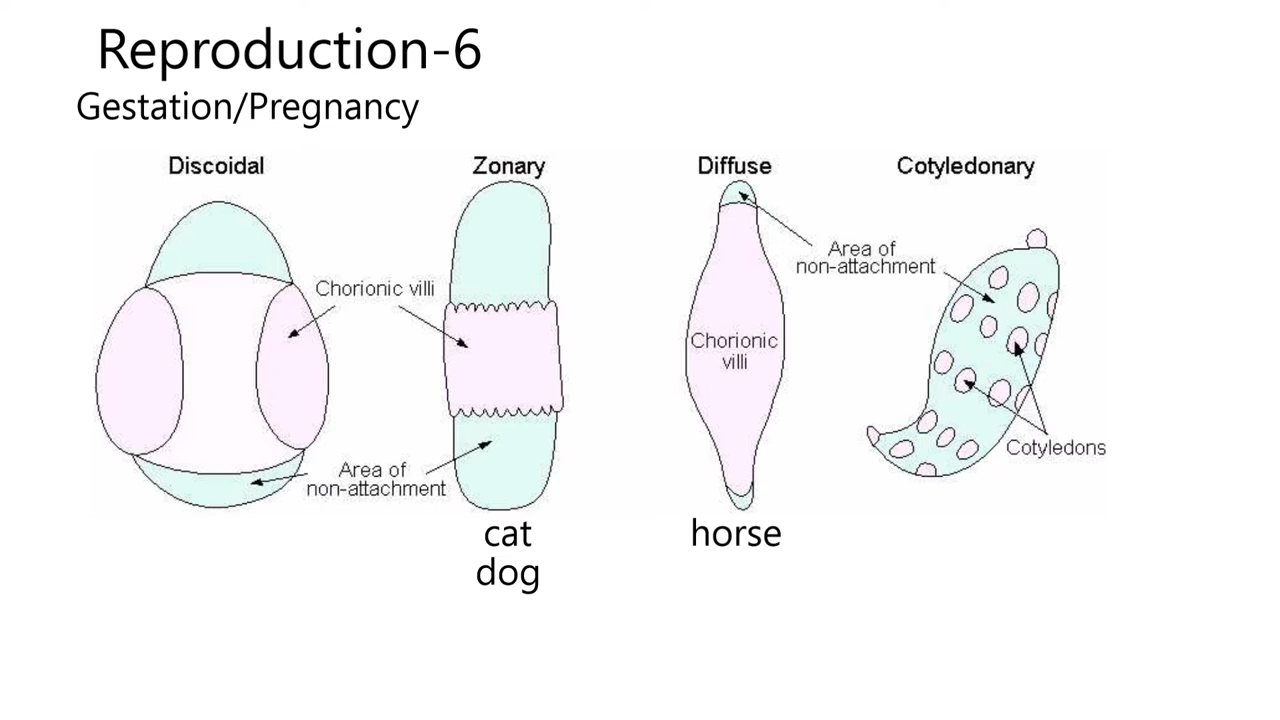 Reproduction-6
Gestation/Pregnancy
Discoidal
Zonary
Diffuse
Cotyledonary
Chorionic villi
Area of
non-attachment
Chorionic
villi
Area of
non-attachment
Cotyledons
cat
dog
horse